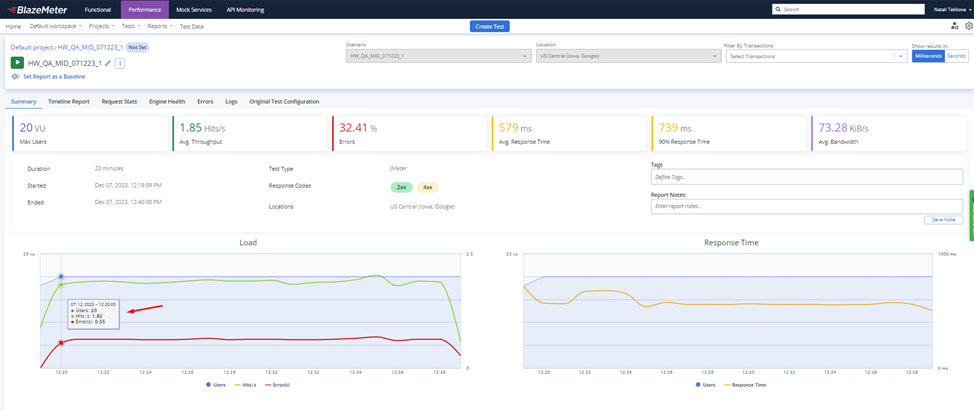 BlazeMeter Functional Performance Mock Services API Monitoring Search Natali Tetikova
Home Default workspace Projects Tests Reports Test Data Create Test
Default project / HW_QA_MID_071223_1 Not Set
HW_QA_MID_071223_1
Set Report as a Baseline
Scenario
HW_QA_MID_071223_1
Location
US Central (Iowa, Google)
Filter By Transactions
Select Transactions
Show results in:
Milliseconds Seconds
Summary Timeline Report Request Stats Engine Health Errors Logs Original Test Configuration
20 VU
Max Users
1.85 Hits/s
Avg. Throughput
32.41 %
Errors
579 ms
Avg. Response Time
739 ms
90% Response Time
73.28 KiB/s
Avg. Bandwidth
Duration 20 minutes
Started Dec 07, 2023, 12:19:09 PM
Ended Dec 07, 2023, 12:40:08 PM
Test Type JMeter
Response Codes 2xx 4xx
Locations US Central (Iowa, Google)
Tags
Define Tags...
Report Notes:
Enter report notes...
Save Note
Load
25 vu
2.5
07/12/2023 – 12:20:00
Users: 20
Hits/s: 1.82
Error(s): 0.55
0
12:20 12:22 12:24 12:26 12:28 12:30 12:32 12:34 12:36 12:38
Users Hits/s Error(s)
Response Time
25 vu
1000 ms
0 ms
12:20 12:22 12:24 12:26 12:28 12:30 12:32 12:34 12:36 12:38
Users Response Time